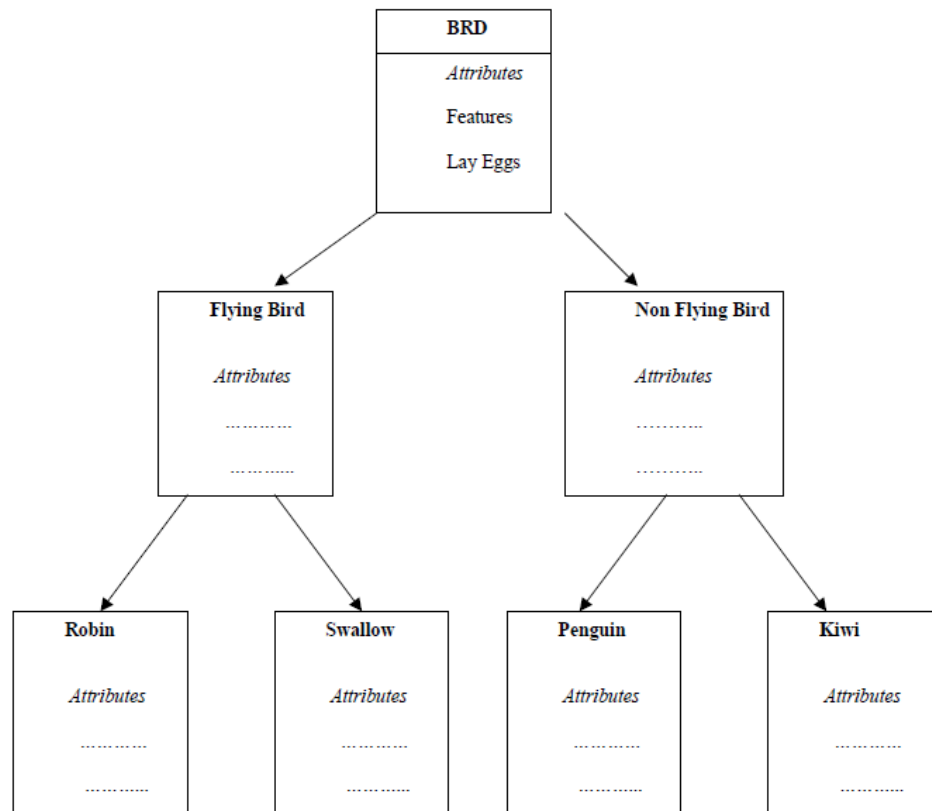 BRD
Attributes
Features
Lay Eggs
Flying Bird
Attributes
…………
………...
Non Flying Bird
Attributes
……...…
……...…
Robin
Attributes
…………
………...
Swallow
Attributes
…………
………...
Penguin
Attributes
…………
………...
Kiwi
Attributes
…………
………...